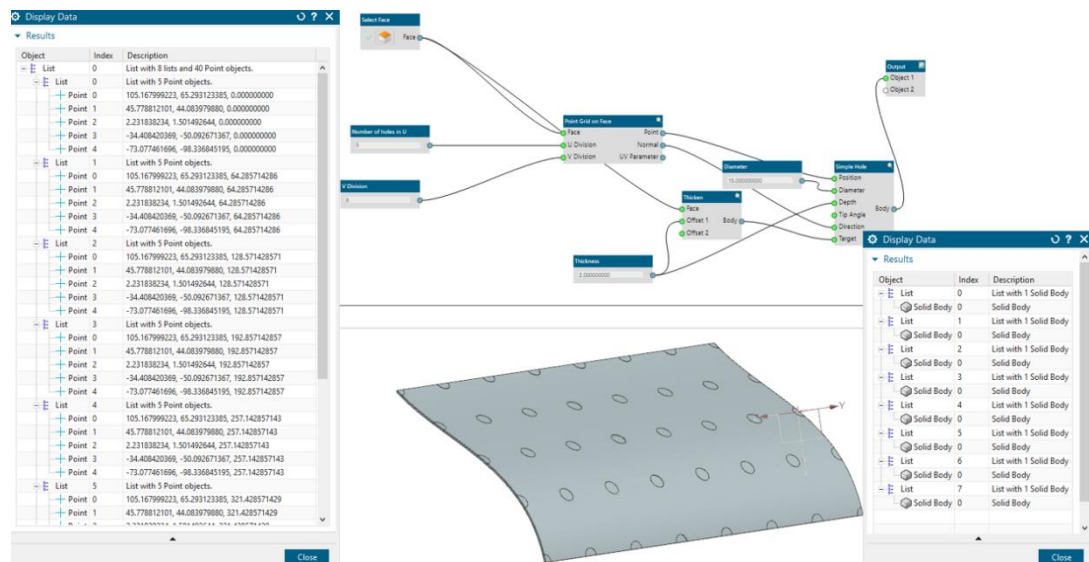 Display Data
Results
Object Index Description
List 0 List with 8 lists and 40 Point objects.
List 0 List with 5 Point objects.
Point 0 105.167999223, 65.293123385, 0.000000000
Point 1 45.778812101, 44.083979880, 0.000000000
Point 2 2.231838234, 1.501492644, 0.000000000
Point 3 -34.408420369, -50.092671367, 0.000000000
Point 4 -73.077461696, -98.336845195, 0.000000000
List 1 List with 5 Point objects.
Point 0 105.167999223, 65.293123385, 64.285714286
Point 1 45.778812101, 44.083979880, 64.285714286
Point 2 2.231838234, 1.501492644, 64.285714286
Point 3 -34.408420369, -50.092671367, 64.285714286
Point 4 -73.077461696, -98.336845195, 64.285714286
List 2 List with 5 Point objects.
Point 0 105.167999223, 65.293123385, 128.571428571
Point 1 45.778812101, 44.083979880, 128.571428571
Point 2 2.231838234, 1.501492644, 128.571428571
Point 3 -34.408420369, -50.092671367, 128.571428571
Point 4 -73.077461696, -98.336845195, 128.571428571
List 3 List with 5 Point objects.
Point 0 105.167999223, 65.293123385, 192.857142857
Point 1 45.778812101, 44.083979880, 192.857142857
Point 2 2.231838234, 1.501492644, 192.857142857
Point 3 -34.408420369, -50.092671367, 192.857142857
Point 4 -73.077461696, -98.336845195, 192.857142857
List 4 List with 5 Point objects.
Point 0 105.167999223, 65.293123385, 257.142857143
Point 1 45.778812101, 44.083979880, 257.142857143
Point 2 2.231838234, 1.501492644, 257.142857143
Point 3 -34.408420369, -50.092671367, 257.142857143
Point 4 -73.077461696, -98.336845195, 257.142857143
List 5 List with 5 Point objects.
Point 0 105.167999223, 65.293123385, 321.428571429
Point 1 45.778812101, 44.083979880, 321.428571429
Close
Select Face
Face
Number of holes in U
5
V Division
8
Point Grid on Face
Face Point
U Division Normal
V Division UV Parameter
Thicken
Face
Offset 1 Body
Offset 2
Thickness
2.000000000
Diameter
15.000000000
Simple Hole
Position
Diameter
Depth
Body
Tip Angle
Direction
Target
Output
Object 1
Object 2
Y
Display Data
Results
Object Index Description
List 0 List with 1 Solid Body
Solid Body 0 Solid Body
List 1 List with 1 Solid Body
Solid Body 0 Solid Body
List 2 List with 1 Solid Body
Solid Body 0 Solid Body
List 3 List with 1 Solid Body
Solid Body 0 Solid Body
List 4 List with 1 Solid Body
Solid Body 0 Solid Body
List 5 List with 1 Solid Body
Solid Body 0 Solid Body
List 6 List with 1 Solid Body
Solid Body 0 Solid Body
List 7 List with 1 Solid Body
Solid Body 0 Solid Body
Close